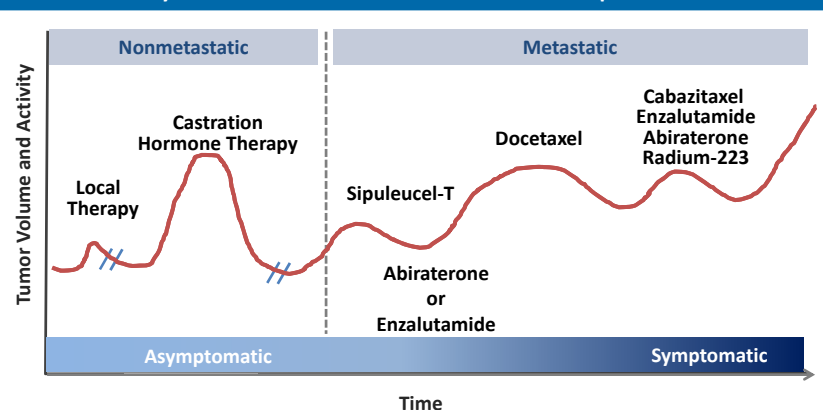 Nonmetastatic
Metastatic
Tumor Volume and Activity
Local
Therapy
Castration
Hormone Therapy
Sipuleucel-T
Abiraterone
or
Enzalutamide
Docetaxel
Cabazitaxel
Enzalutamide
Abiraterone
Radium-223
Asymptomatic
Symptomatic
Time